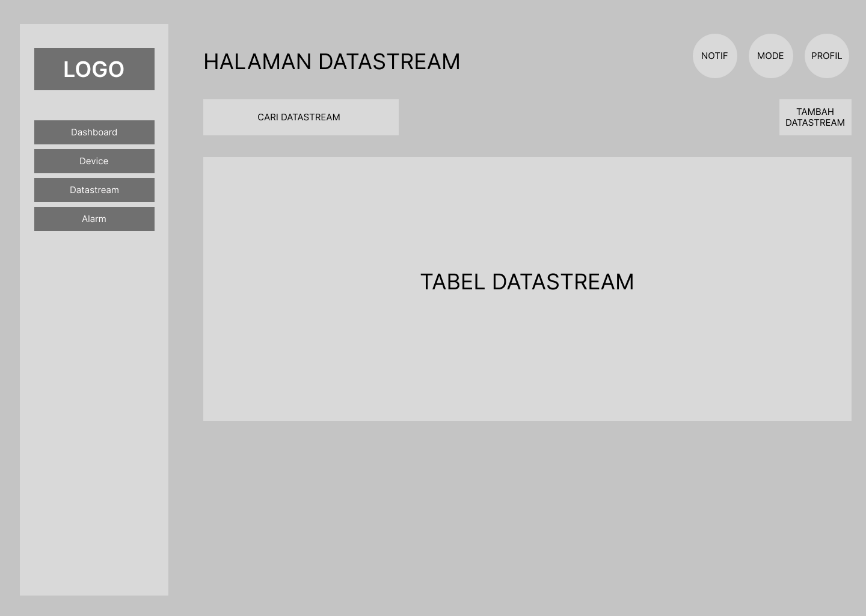 LOGO
Dashboard
Device
Datastream
Alarm
HALAMAN DATASTREAM
NOTIF
MODE
PROFIL
CARI DATASTREAM
TAMBAH
DATASTREAM
TABEL DATASTREAM